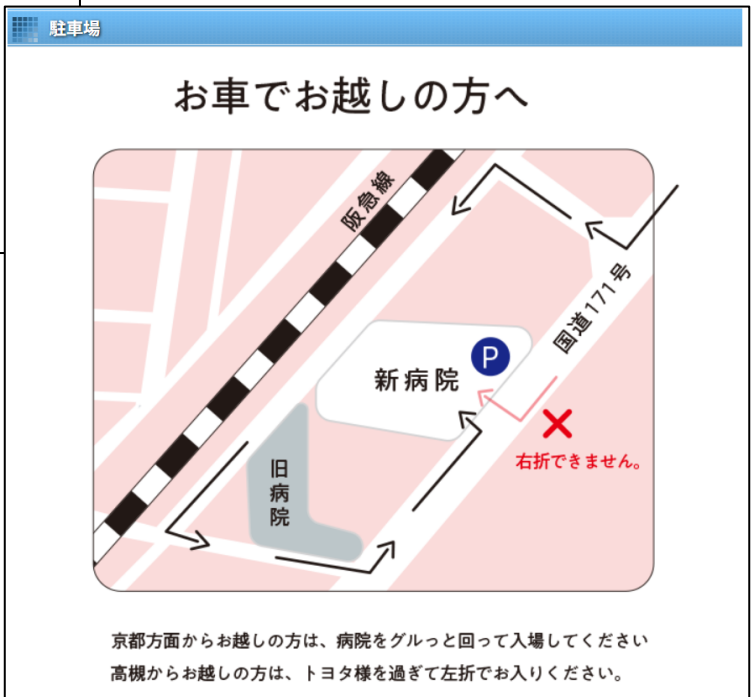 駐車場
お車でお越しの方へ
阪急線
国道171号
P
新病院
右折できません。
旧病院
京都方面からお越しの方は、病院をグルっと回って入場してください
高槻からお越しの方は、トヨタ様を過ぎて左折でお入りください。